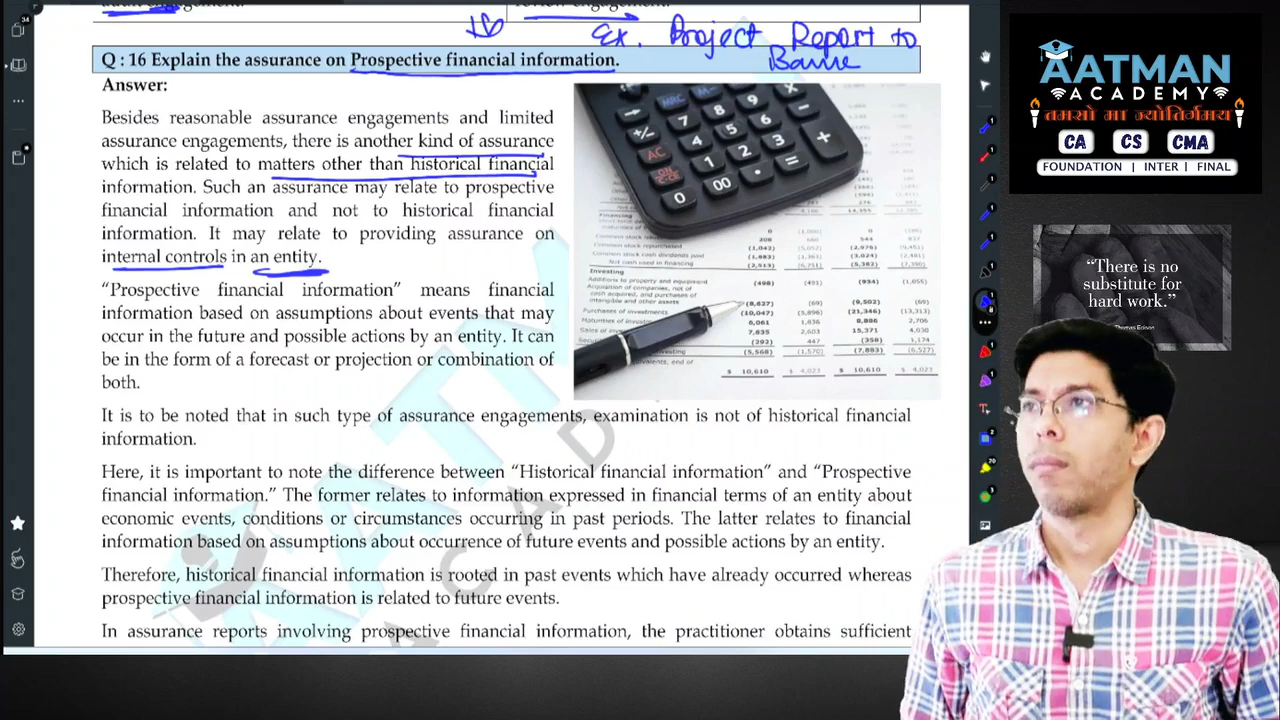 review engagement.
Ex. Project Report to
Q : 16 Explain the assurance on Prospective financial information.
Answer:
Besides reasonable assurance engagements and limited
assurance engagements, there is another kind of assurance
which is related to matters other than historical financial
information. Such an assurance may relate to prospective
financial information and not to historical financial
information. It may relate to providing assurance on
internal controls in an entity.
“Prospective financial information” means financial
information based on assumptions about events that may
occur in the future and possible actions by an entity. It can
be in the form of a forecast or projection or combination of
both.
It is to be noted that in such type of assurance engagements, examination is not of historical financial
information.
Here, it is important to note the difference between “Historical financial information” and “Prospective
financial information.” The former relates to information expressed in financial terms of an entity about
economic events, conditions or circumstances occurring in past periods. The latter relates to financial
information based on assumptions about occurrence of future events and possible actions by an entity.
Therefore, historical financial information is rooted in past events which have already occurred whereas
prospective financial information is related to future events.
In assurance reports involving prospective financial information, the practitioner obtains sufficient
AATMAN
ACADEMY
तमसो मा ज्योतिर्गमय
CA CS CMA
FOUNDATION | INTER | FINAL
“There is no
substitute for
hard work.”
Thomas Edison